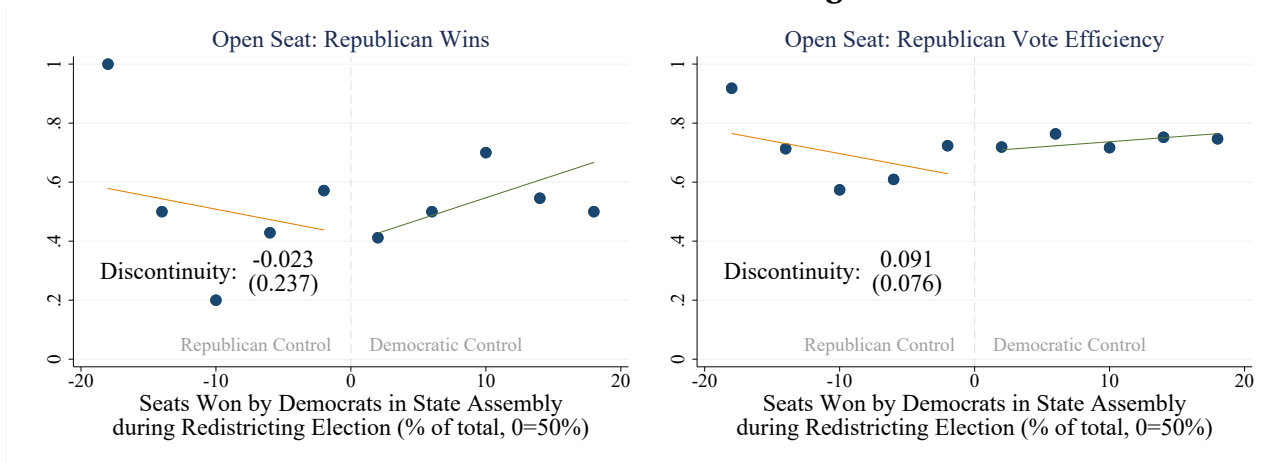 Open Seat: Republican Wins
1
.8
.6
.4
.2
0
Discontinuity: -0.023
(0.237)
Republican Control Democratic Control
-20 -10 0 10 20
Seats Won by Democrats in State Assembly
during Redistricting Election (% of total, 0=50%)
Open Seat: Republican Vote Efficiency
1
.8
.6
.4
.2
0
Discontinuity: 0.091
(0.076)
Republican Control Democratic Control
-20 -10 0 10 20
Seats Won by Democrats in State Assembly
during Redistricting Election (% of total, 0=50%)